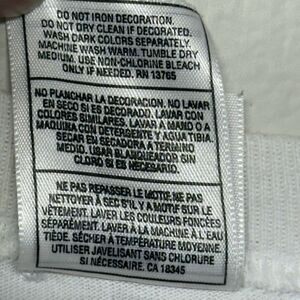 DO NOT IRON DECORATION.
DO NOT DRY CLEAN IF DECORATED.
WASH DARK COLORS SEPARATELY.
MACHINE WASH WARM. TUMBLE DRY
MEDIUM. USE NON-CHLORINE BLEACH
ONLY IF NEEDED. RN 13765
NO PLANCHAR LA DECORACION. NO LAVAR
EN SECO SI ES DECORADO. LAVAR CON
COLORES SIMILARES. LAVAR A MANO O A
MAQUINA CON DETERGENTE Y AGUA TIBIA.
SEDAR EN SECADORA A TERMINO
MEDIO. USAR BLANQUEADOR SIN
CLORO SI ES NECESARIO.
NE PAS REPASSER LE MOTIF. NE PAS
NETTOYER À SEC S'IL Y A MOTIF SUR LE
VÊTEMENT. LAVER LES COULEURS FONCÉES
SÉPARÉMENT. LAVER À LA MACHINE À L'EAU
TIÈDE. SÉCHER À TEMPÉRATURE MOYENNE.
UTILISER JAVELISANT SANS CHLORURE
SI NÉCESSAIRE. CA 18345